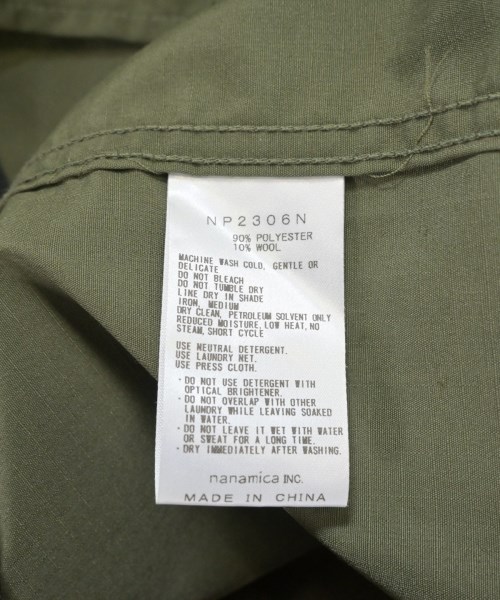 NP2306N
90% POLYESTER
10% WOOL
MACHINE WASH COLD, GENTLE OR
DELICATE
DO NOT BLEACH
DO NOT TUMBLE DRY
LINE DRY IN SHADE
IRON, MEDIUM
DRY CLEAN, PETROLEUM SOLVENT ONLY
REDUCED MOISTURE, LOW HEAT, NO
STEAM, SHORT CYCLE
USE NEUTRAL DETERGENT.
USE LAUNDRY NET.
USE PRESS CLOTH.
・DO NOT USE DETERGENT WITH
OPTICAL BRIGHTENER.
・DO NOT OVERLAP WITH OTHER
LAUNDRY WHILE LEAVING SOAKED
IN WATER.
・DO NOT LEAVE IT WET WITH WATER
OR SWEAT FOR A LONG TIME.
・DRY IMMEDIATELY AFTER WASHING.
nanamica INC.
MADE IN CHINA